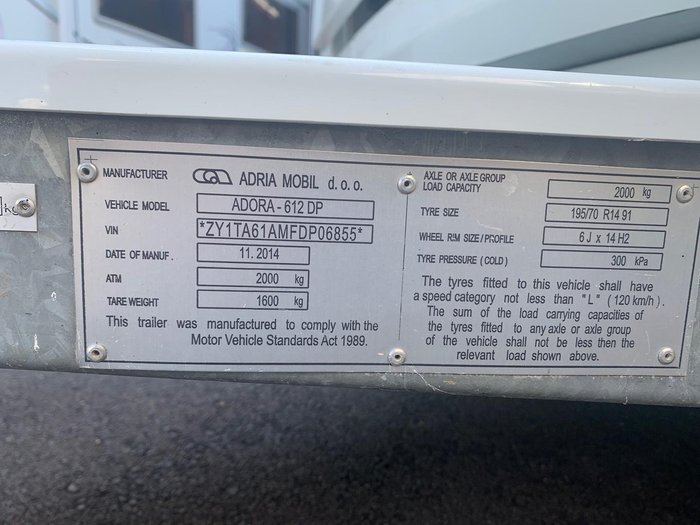 MANUFACTURER ADRIA MOBIL d. o. o.
VEHICLE MODEL ADORA - 612 DP
VIN *ZY1TA61AMFDP06855*
DATE OF MANUF. 11. 2014
ATM 2000 kg
TARE WEIGHT 1600 kg
This trailer was manufactured to comply with the
Motor Vehicle Standards Act 1989.
AXLE OR AXLE GROUP
LOAD CAPACITY 2000 kg
TYRE SIZE 195/70 R14 91
WHEEL RIM SIZE / PROFILE 6 J x 14 H2
TYRE PRESSURE ( COLD ) 300 kPa
The tyres fitted to this vehicle shall have
a speed category not less than "L" ( 120 km/h ) .
The sum of the load carrying capacities of
the tyres fitted to any axle or axle group
of the vehicle shall not be less then the
relevant load shown above.